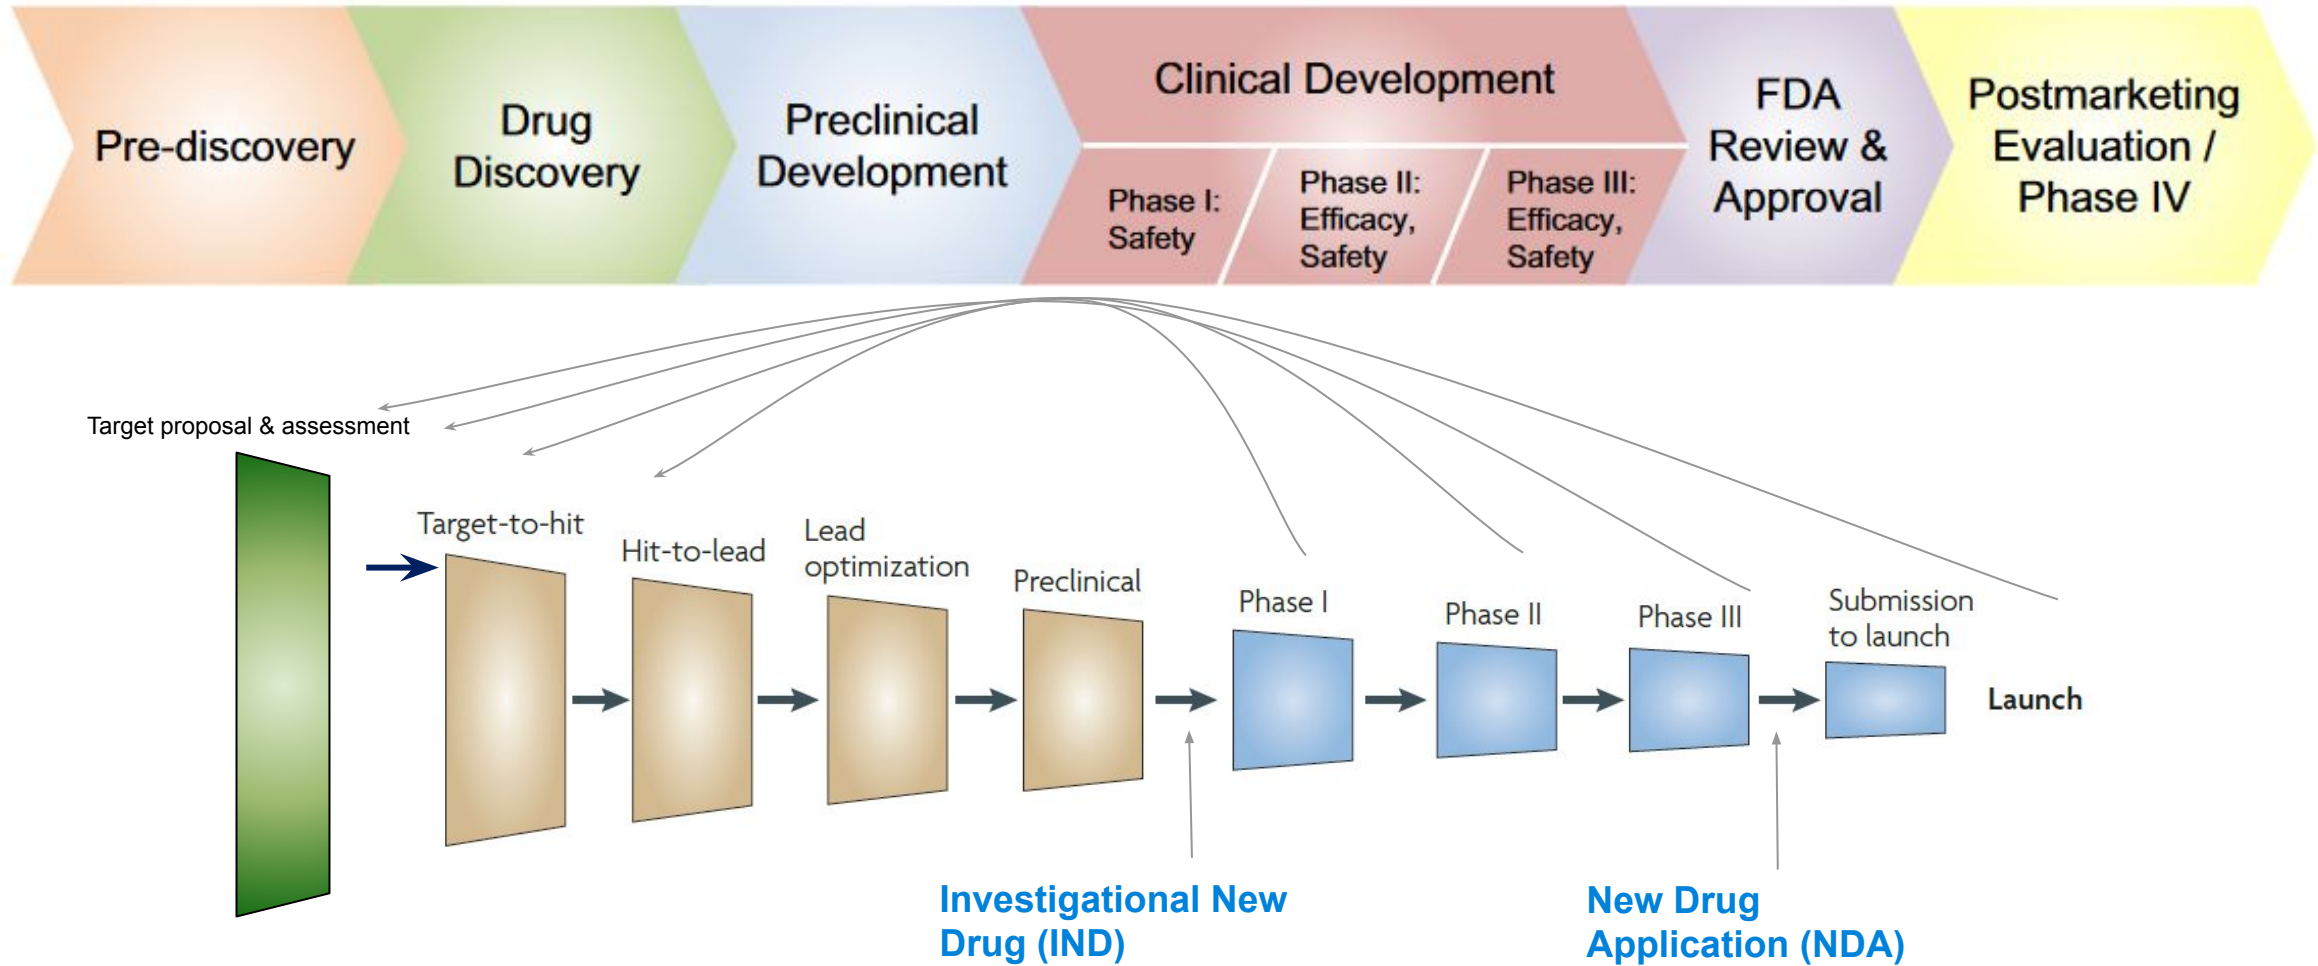 Pre-discovery
Drug
Discovery
Preclinical
Development
Clinical Development
Phase I:
Safety
Phase II:
Efficacy,
Safety
Phase III:
Efficacy,
Safety
FDA
Review &
Approval
Postmarketing
Evaluation /
Phase IV
Target proposal & assessment
Target-to-hit
Hit-to-lead
Lead
optimization
Preclinical
Phase I
Phase II
Phase III
Submission
to launch
Launch
Investigational New
Drug (IND)
New Drug
Application (NDA)